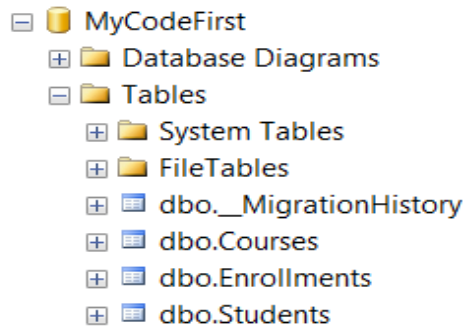 MyCodeFirst
Database Diagrams
Tables
System Tables
FileTables
dbo.__MigrationHistory
dbo.Courses
dbo.Enrollments
dbo.Students